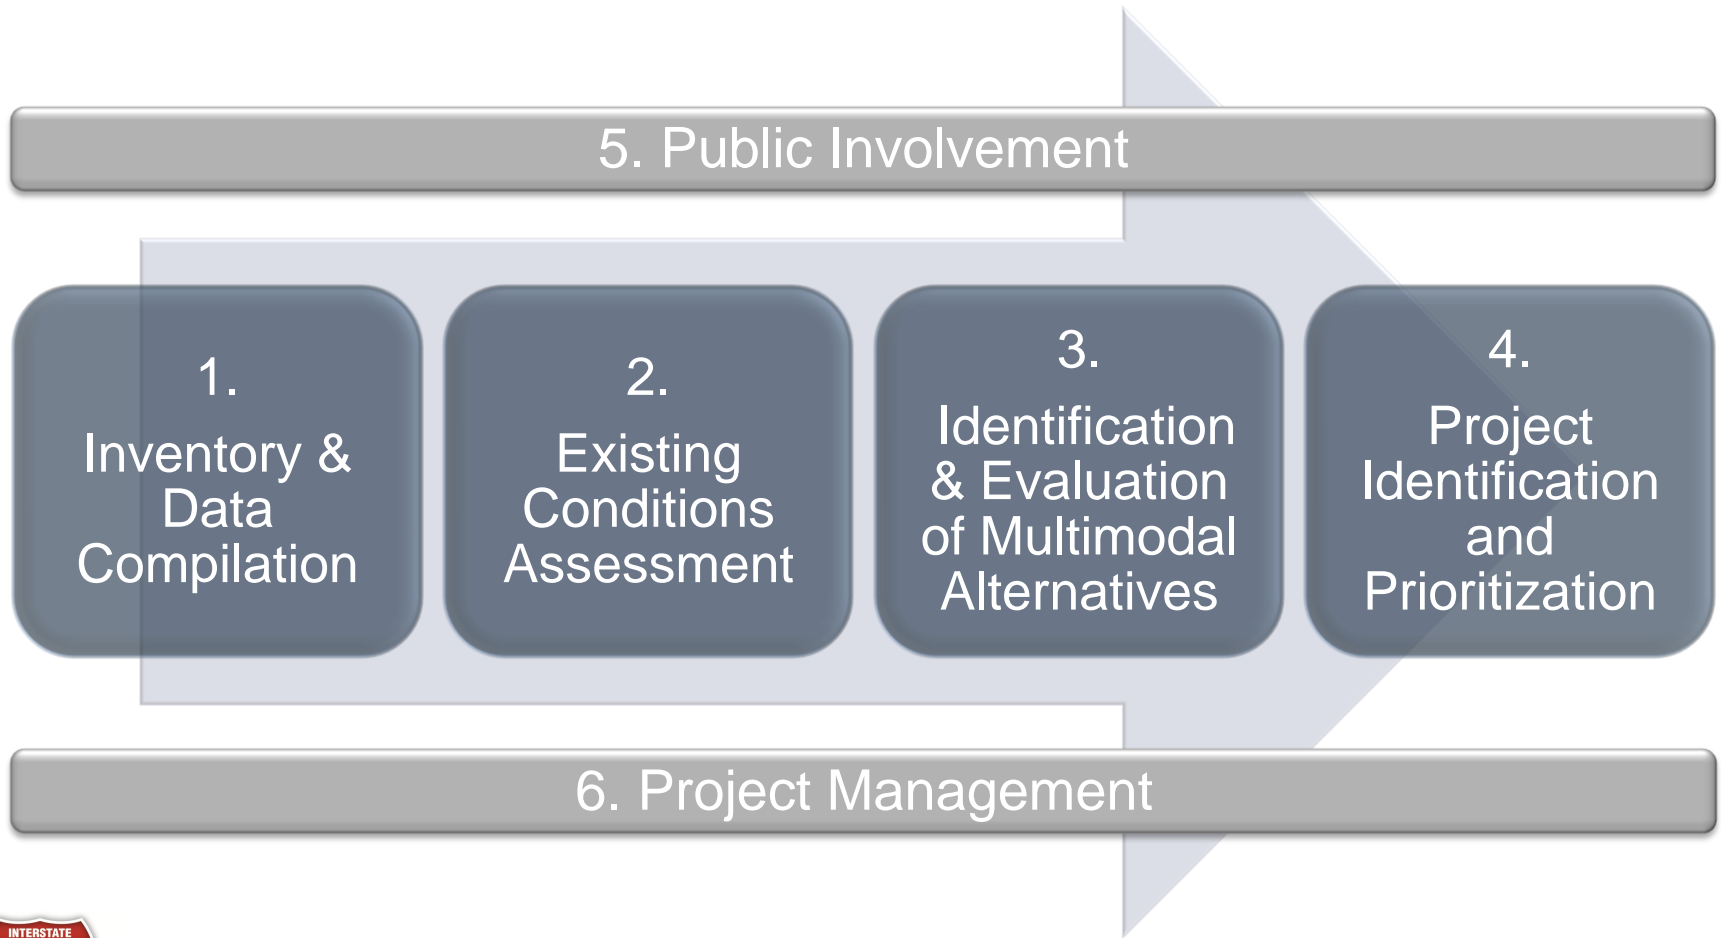 5. Public Involvement
1.
Inventory &
Data
Compilation
2.
Existing
Conditions
Assessment
3.
Identification
& Evaluation
of Multimodal
Alternatives
4.
Project
Identification
and
Prioritization
6. Project Management
INTERSTATE